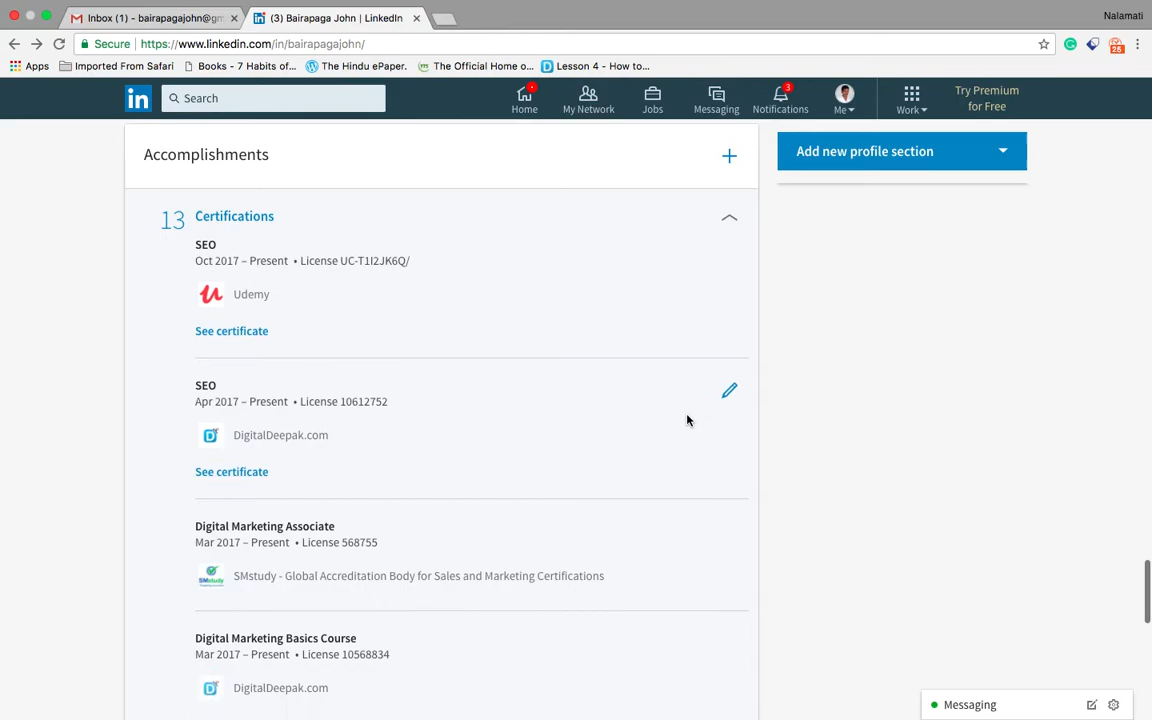 Inbox (1) - bairapagajohn@gm
(3) Bairapaga John | LinkedIn
Nalamati
Secure
https://www.linkedin.com/in/bairapagajohn/
25
Apps
Imported From Safari
Books - 7 Habits of...
The Hindu ePaper.
The Official Home o...
Lesson 4 - How to...
in
Search
Home
My Network
Jobs
Messaging
3
Notifications
Me
Work
Try Premium
for Free
Accomplishments
Add new profile section
13
Certifications
SEO
Oct 2017 – Present • License UC-T1I2JK6Q/
Udemy
See certificate
SEO
Apr 2017 – Present • License 10612752
DigitalDeepak.com
See certificate
Digital Marketing Associate
Mar 2017 – Present • License 568755
SMstudy
SMstudy - Global Accreditation Body for Sales and Marketing Certifications
Digital Marketing Basics Course
Mar 2017 – Present • License 10568834
DigitalDeepak.com
Messaging